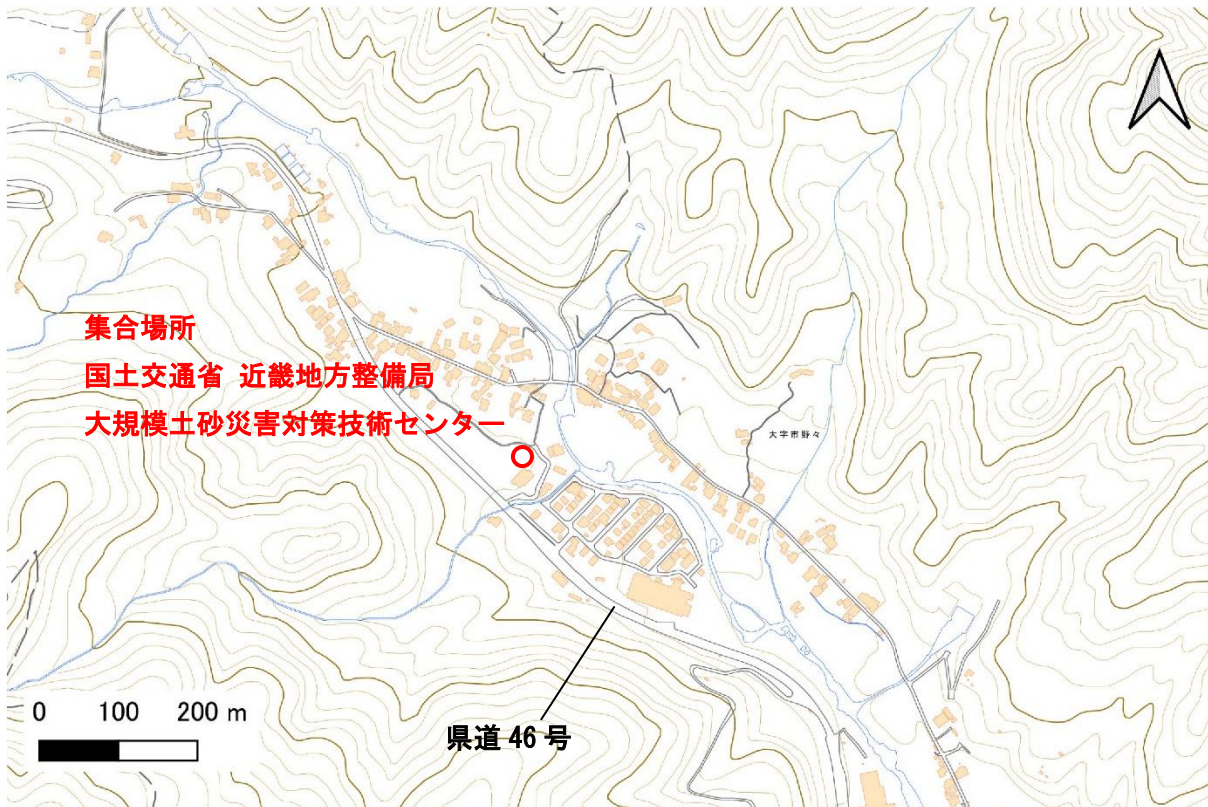 集合場所
国土交通省 近畿地方整備局
大規模土砂災害対策技術センター
大字市野々
0 100 200 m
県道 46 号